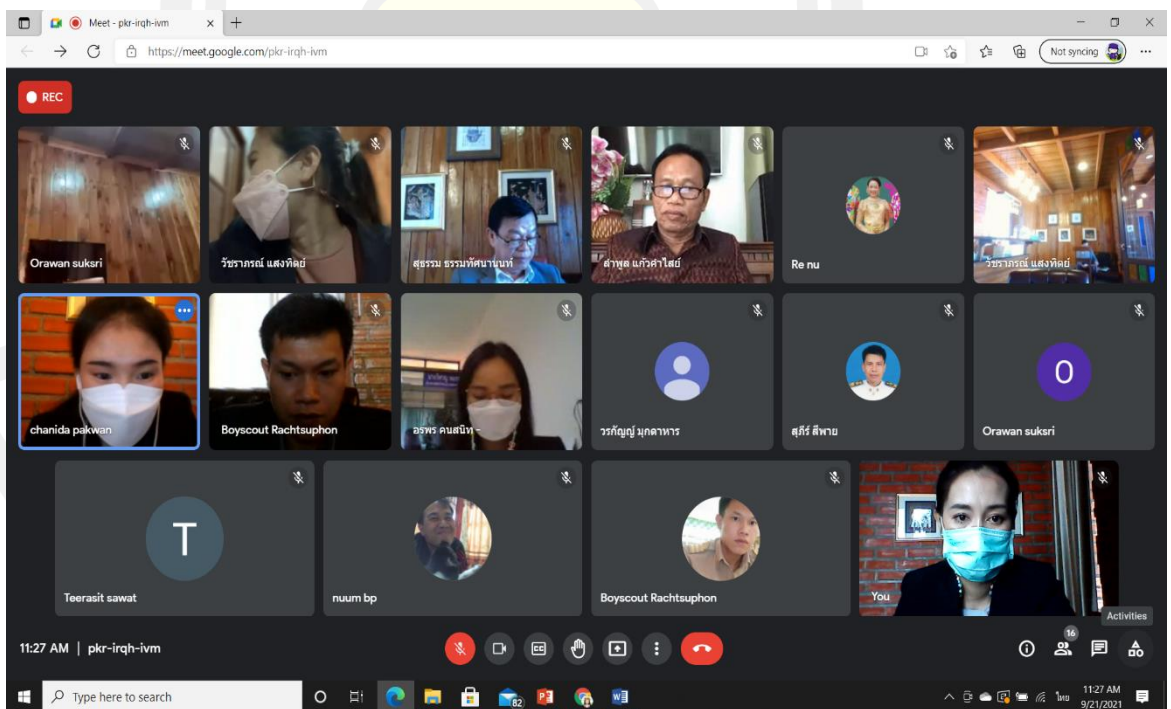 Meet - pkr-irqh-ivm
https://meet.google.com/pkr-irqh-ivm
Not syncing
REC
Orawan suksri
วัชราภรณ์ แสงทิตย์
สุธรรม ธรรมทัศนานนท์
ลำพูล แก้วคำไสย์
Re nu
วัชราภรณ์ แสงทิตย์
chanida pakwan
Boyscout Rachtsuphon
อรพร คนสนิท -
วรกัญญ์ มุกดาหาร
สุภีร์ สีพาย
Orawan suksri
O
T
Teerasit sawat
nuum bp
Boyscout Rachtsuphon
You
Activities
11:27 AM | pkr-irqh-ivm
16
Type here to search
82
ไทย
11:27 AM
9/21/2021